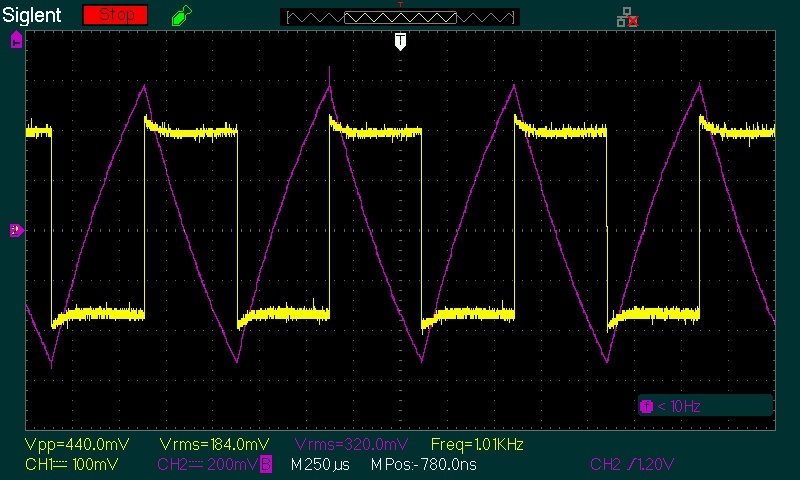 Siglent Stop T
T
T < 10Hz
Vpp=440.0mV Vrms=184.0mV Vrms=320.0mV Freq=1.01KHz
CH1 100mV CH2 200mV B M 250µs M Pos:-780.0ns CH2 /1.20V